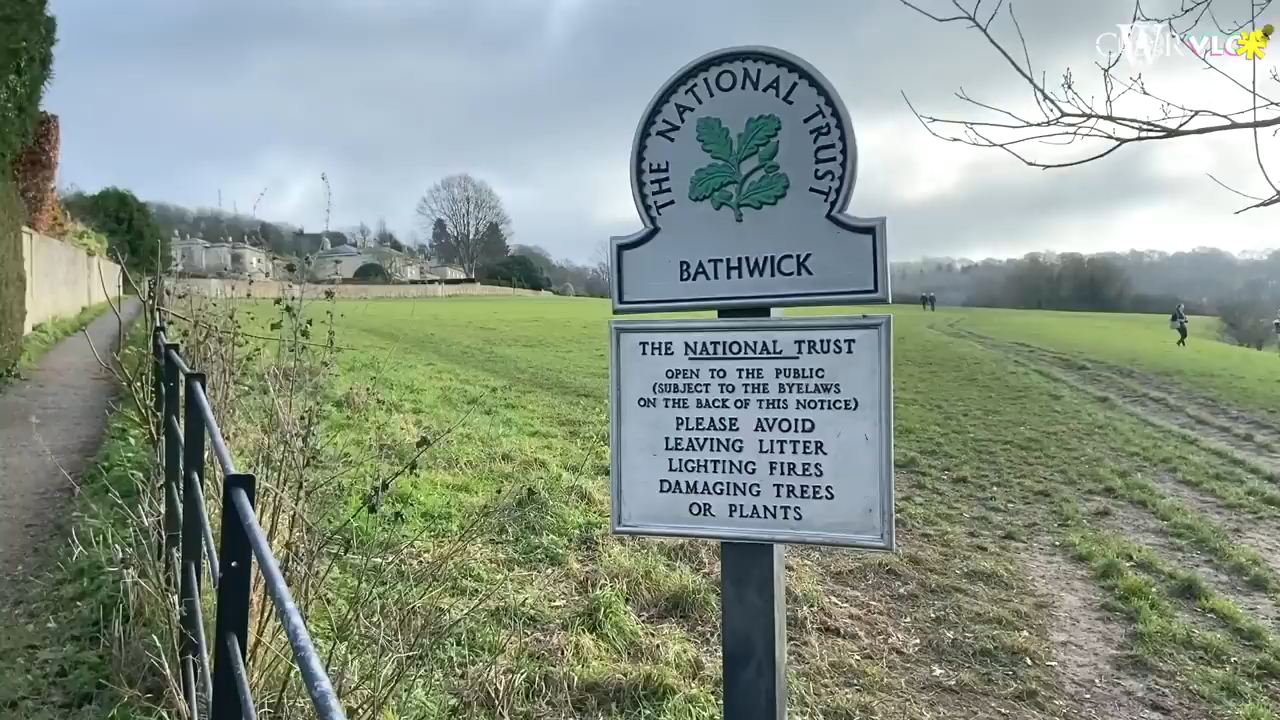 THE NATIONAL TRUST
BATHWICK
THE NATIONAL TRUST
OPEN TO THE PUBLIC
(SUBJECT TO THE BYELAWS
ON THE BACK OF THIS NOTICE)
PLEASE AVOID
LEAVING LITTER
LIGHTING FIRES
DAMAGING TREES
OR PLANTS
VLC